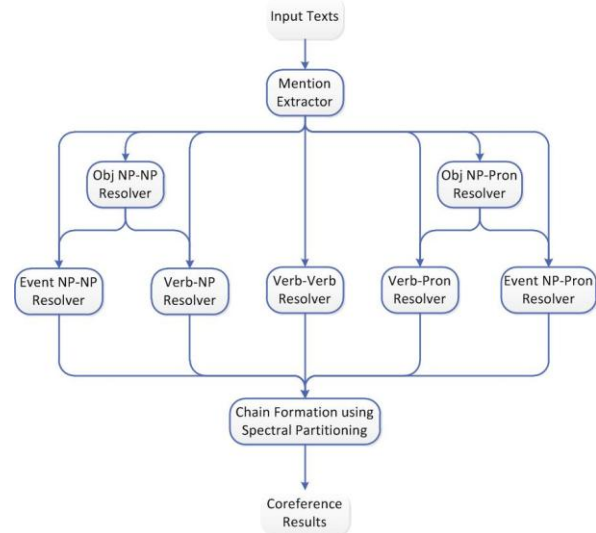 Input Texts
Mention
Extractor
Obj NP-NP
Resolver
Obj NP-Pron
Resolver
Event NP-NP
Resolver
Verb-NP
Resolver
Verb-Verb
Resolver
Verb-Pron
Resolver
Event NP-Pron
Resolver
Chain Formation using
Spectral Partitioning
Coreference
Results